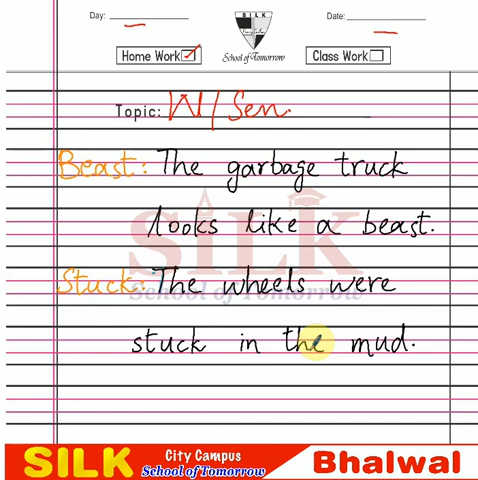 Day:
SILK
Date:
Home Work
School of Tomorrow
Class Work
Topic: W/Sen.
Beast: The garbage truck
looks like a beast.
SILK
Stuck: The wheels were
School of Tomorrow
stuck in the mud.
SILK City Campus School of Tomorrow Bhalwal